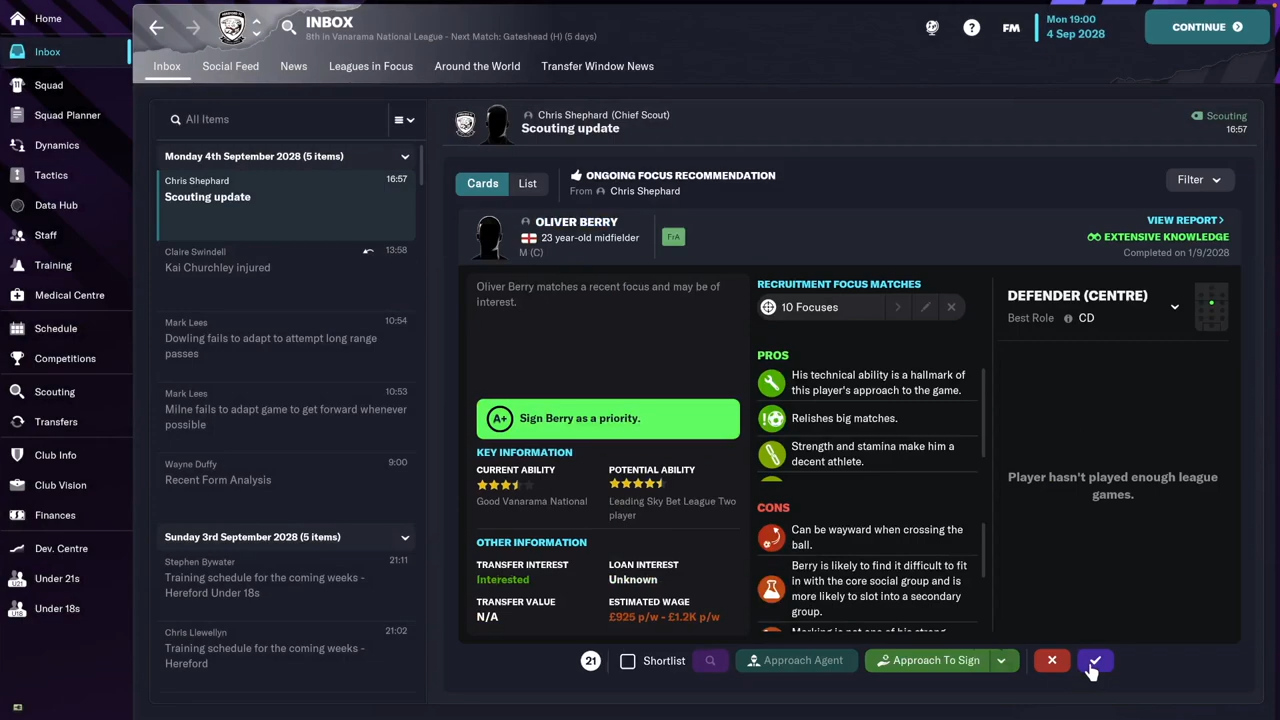 Home
Inbox
Squad
Squad Planner
Dynamics
Tactics
Data Hub
Staff
Training
Medical Centre
Schedule
Competitions
Scouting
Transfers
Club Info
Club Vision
Finances
Dev. Centre
U21
Under 21s
U18
Under 18s
INBOX
8th in Vanarama National League - Next Match: Gateshead (H) (5 days)
FM
Mon 19:00
4 Sep 2028
CONTINUE
Inbox
Social Feed
News
Leagues in Focus
Around the World
Transfer Window News
All Items
Monday 4th September 2028 (5 items)
Chris Shephard
16:57
Scouting update
Claire Swindell
13:58
Kai Churchley injured
Mark Lees
10:54
Dowling fails to adapt to attempt long range
passes
Mark Lees
10:53
Milne fails to adapt game to get forward whenever
possible
Wayne Duffy
9:00
Recent Form Analysis
Sunday 3rd September 2028 (5 items)
Stephen Bywater
21:11
Training schedule for the coming weeks -
Hereford Under 18s
Chris Llewellyn
21:02
Training schedule for the coming weeks -
Hereford
Chris Shephard (Chief Scout)
Scouting update
Scouting
16:57
Cards
List
ONGOING FOCUS RECOMMENDATION
From Chris Shephard
Filter
OLIVER BERRY
23 year-old midfielder
M (C)
FrA
VIEW REPORT
EXTENSIVE KNOWLEDGE
Completed on 1/9/2028
Oliver Berry matches a recent focus and may be of
interest.
A+ Sign Berry as a priority.
KEY INFORMATION
CURRENT ABILITY
Good Vanarama National
POTENTIAL ABILITY
Leading Sky Bet League Two
player
OTHER INFORMATION
TRANSFER INTEREST
Interested
LOAN INTEREST
Unknown
TRANSFER VALUE
N/A
ESTIMATED WAGE
£925 p/w - £1.2K p/w
RECRUITMENT FOCUS MATCHES
10 Focuses
PROS
His technical ability is a hallmark of
this player's approach to the game.
Relishes big matches.
Strength and stamina make him a
decent athlete.
CONS
Can be wayward when crossing the
ball.
Berry is likely to find it difficult to fit
in with the core social group and is
more likely to slot into a secondary
group.
Marking is not one of his strong
DEFENDER (CENTRE)
Best Role CD
Player hasn't played enough league
games.
21
Shortlist
Approach Agent
Approach To Sign